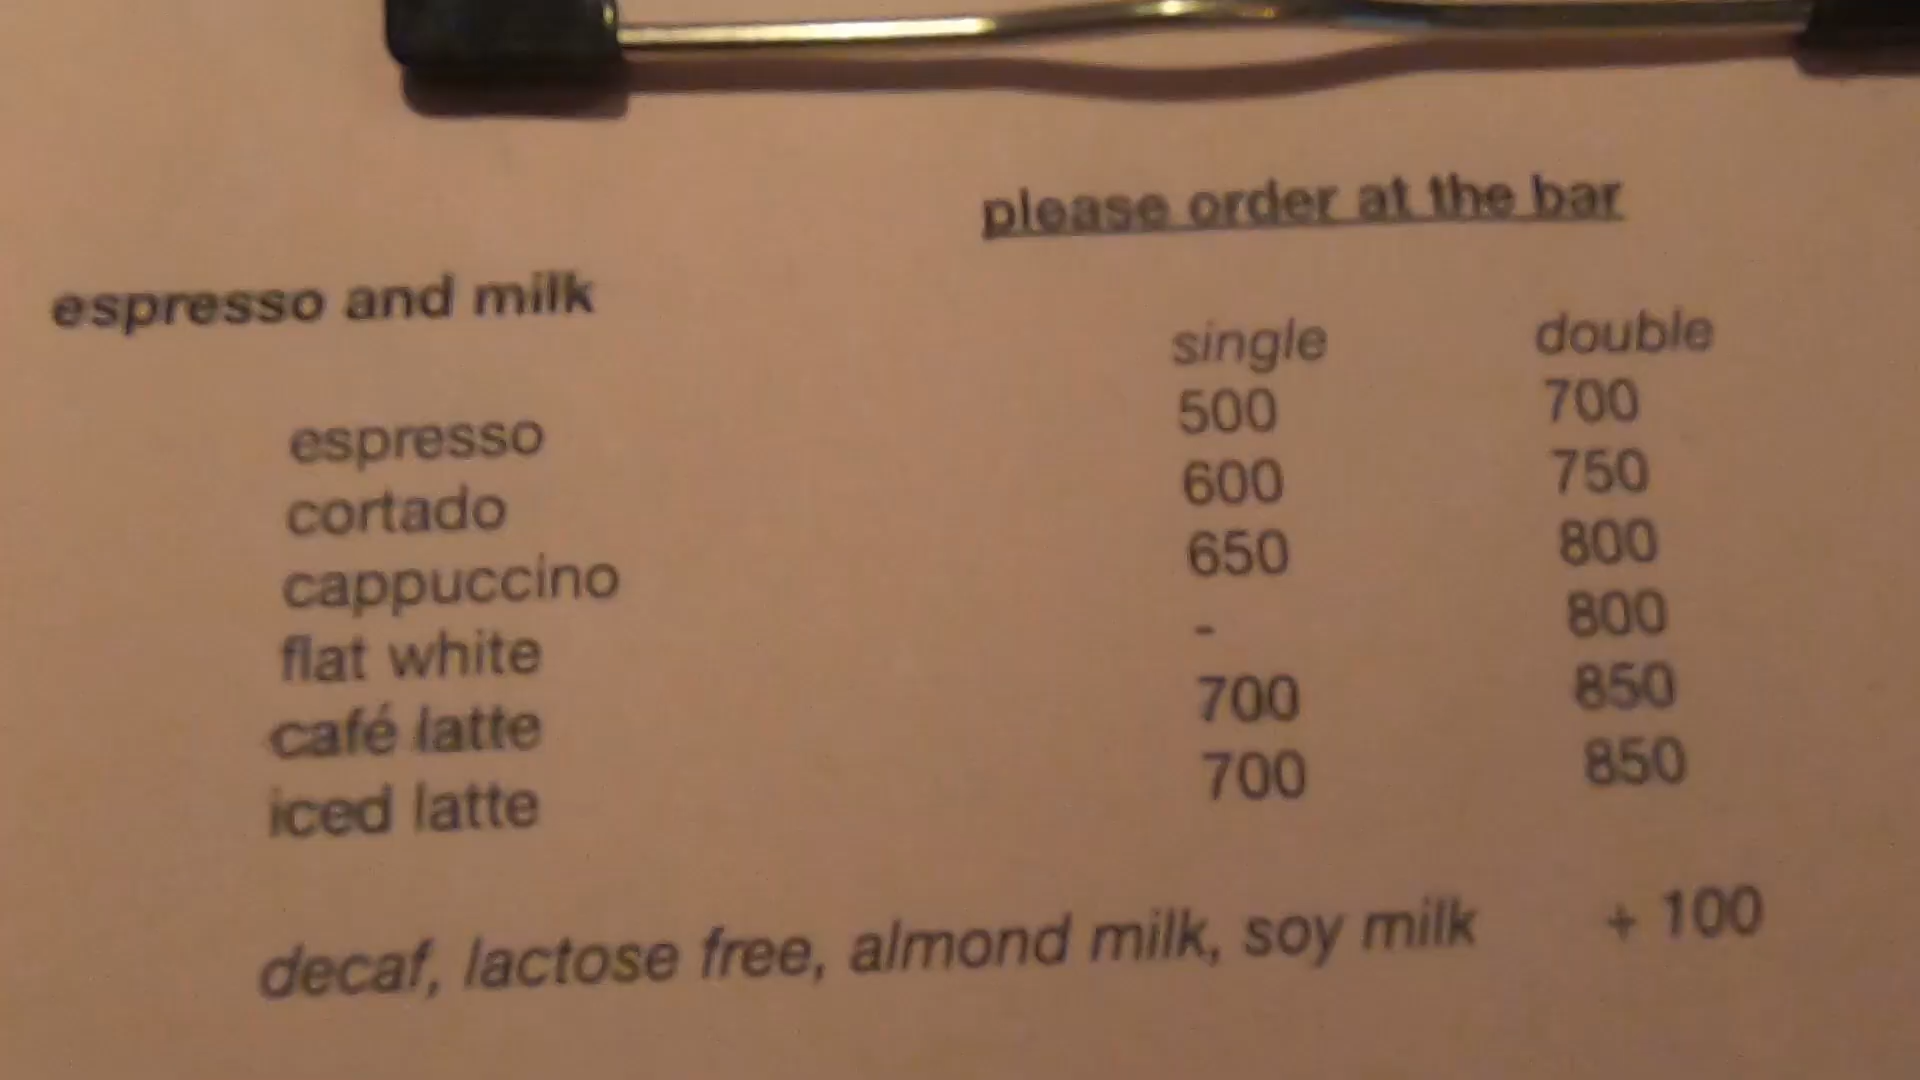 please order at the bar
espresso and milk
single double
espresso 500 700
cortado 600 750
cappuccino 650 800
flat white - 800
café latte 700 850
iced latte 700 850
decaf, lactose free, almond milk, soy milk + 100